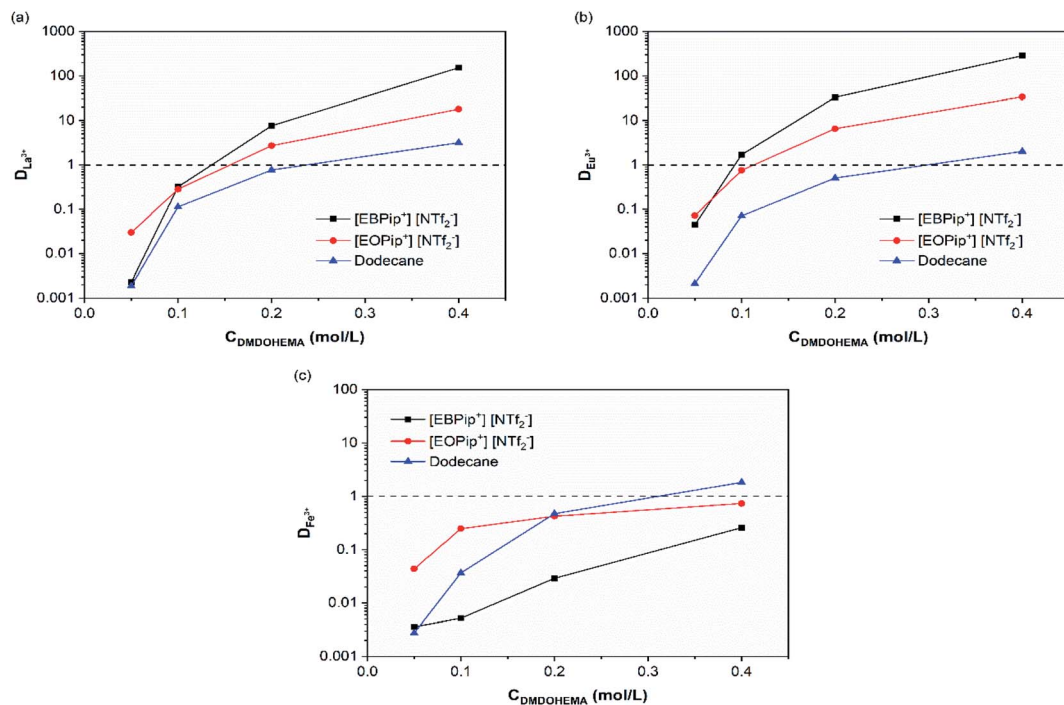 (a)
1000
100
10
1
0.1
0.01
0.001
D_La³⁺
[EBPip⁺] [NTf₂⁻]
[EOPip⁺] [NTf₂⁻]
Dodecane
0.0 0.1 0.2 0.3 0.4
C_DMDOHEMA (mol/L)
(b)
1000
100
10
1
0.1
0.01
0.001
D_Eu³⁺
[EBPip⁺] [NTf₂⁻]
[EOPip⁺] [NTf₂⁻]
Dodecane
0.0 0.1 0.2 0.3 0.4
C_DMDOHEMA (mol/L)
(c)
100
10
1
0.1
0.01
0.001
D_Fe³⁺
[EBPip⁺] [NTf₂⁻]
[EOPip⁺] [NTf₂⁻]
Dodecane
0.0 0.1 0.2 0.3 0.4
C_DMDOHEMA (mol/L)